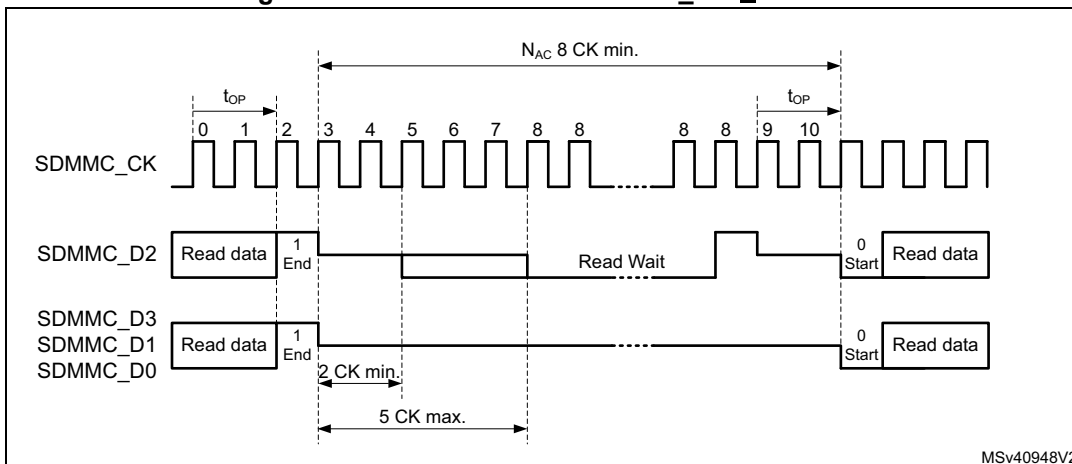 N_AC 8 CK min.
t_OP t_OP
0 1 2 3 4 5 6 7 8 8 8 8 9 10
SDMMC_CK
SDMMC_D2 Read data 1 End Read Wait 0 Start Read data
SDMMC_D3
SDMMC_D1 Read data 1 End 0 Start Read data
SDMMC_D0
2 CK min.
5 CK max.
MSv40948V2